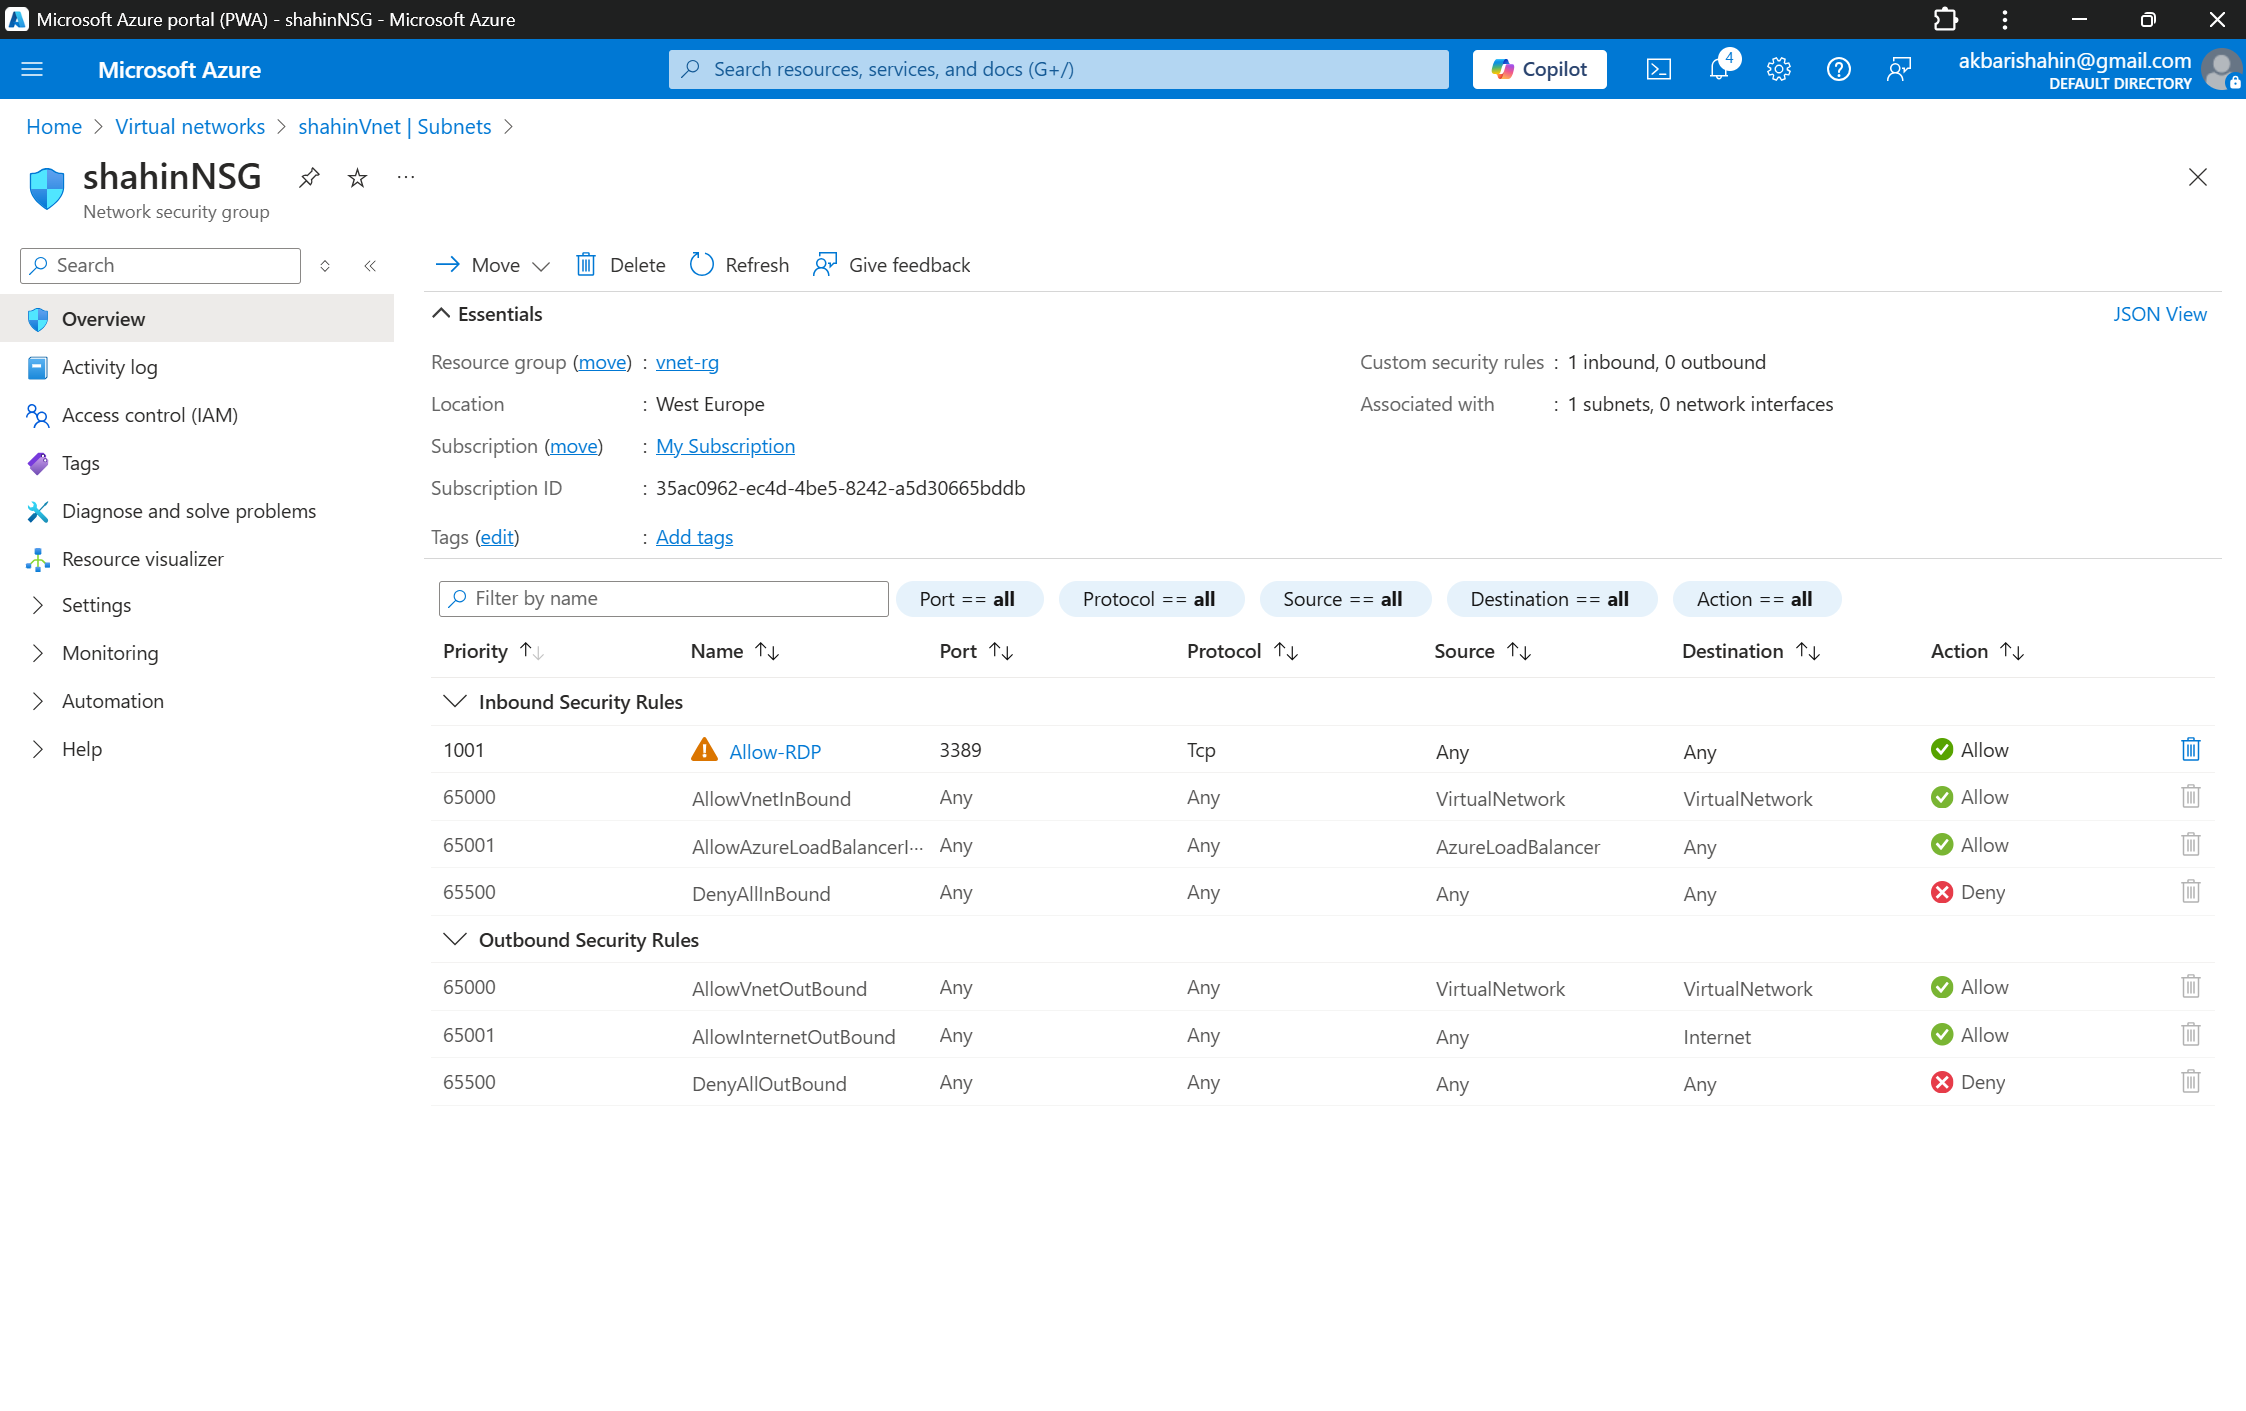 Microsoft Azure portal (PWA) - shahinNSG - Microsoft Azure
Microsoft Azure
Search resources, services, and docs (G+/)
Copilot
4
akbarishahin@gmail.com
DEFAULT DIRECTORY
Home > Virtual networks > shahinVnet | Subnets >
shahinNSG
Network security group
Search
Overview
Activity log
Access control (IAM)
Tags
Diagnose and solve problems
Resource visualizer
Settings
Monitoring
Automation
Help
Move Delete Refresh Give feedback
Essentials JSON View
Resource group (move) : vnet-rg
Location : West Europe
Subscription (move) : My Subscription
Subscription ID : 35ac0962-ec4d-4be5-8242-a5d30665bddb
Tags (edit) : Add tags
Custom security rules : 1 inbound, 0 outbound
Associated with : 1 subnets, 0 network interfaces
Filter by name Port == all Protocol == all Source == all Destination == all Action == all
Priority Name Port Protocol Source Destination Action
Inbound Security Rules
1001 Allow-RDP 3389 Tcp Any Any Allow
65000 AllowVnetInBound Any Any VirtualNetwork VirtualNetwork Allow
65001 AllowAzureLoadBalancerI... Any Any AzureLoadBalancer Any Allow
65500 DenyAllInBound Any Any Any Any Deny
Outbound Security Rules
65000 AllowVnetOutBound Any Any VirtualNetwork VirtualNetwork Allow
65001 AllowInternetOutBound Any Any Any Internet Allow
65500 DenyAllOutBound Any Any Any Any Deny